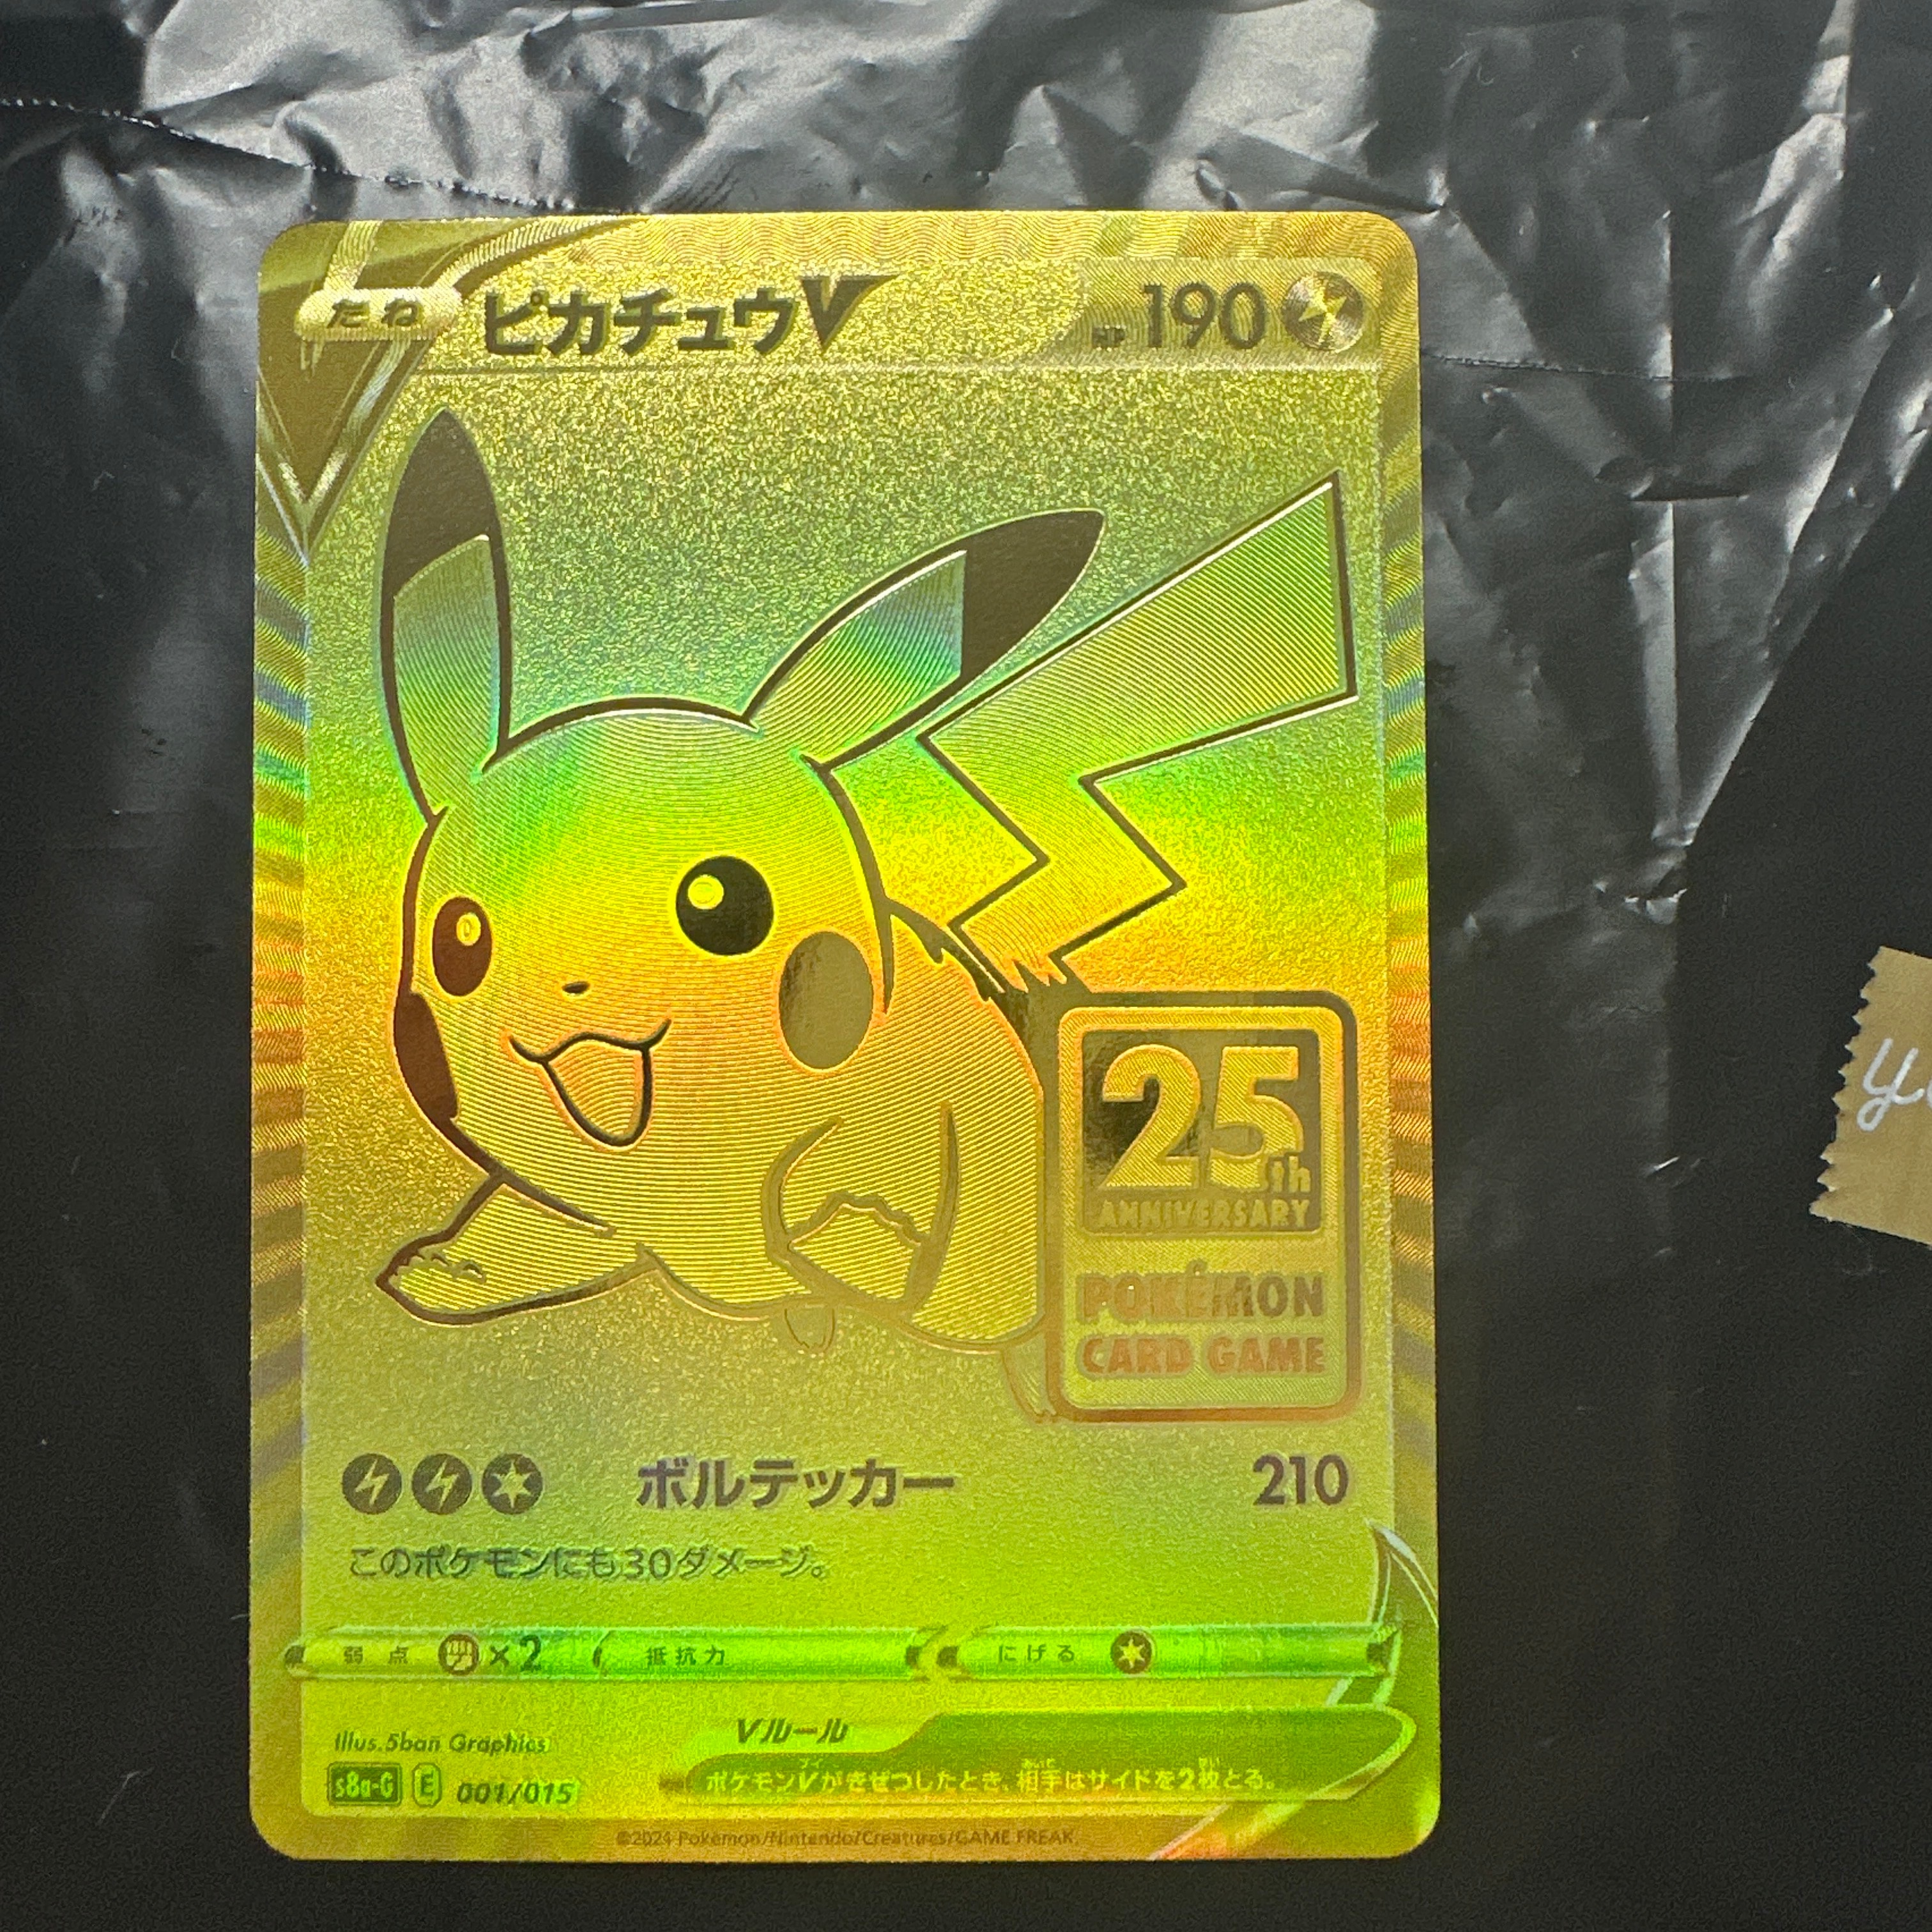 たね ピカチュウV HP 190
25th
ANNIVERSARY
POKÉMON
CARD GAME
ボルテッカー 210
このポケモンにも30ダメージ。
弱点 ×2 抵抗力 にげる
Illus. 5ban Graphics
Vルール
s8a-G E 001/015
ポケモンVがきぜつしたとき、相手はサイドを2枚とる。
©2024 Pokémon/Nintendo/Creatures/GAME FREAK